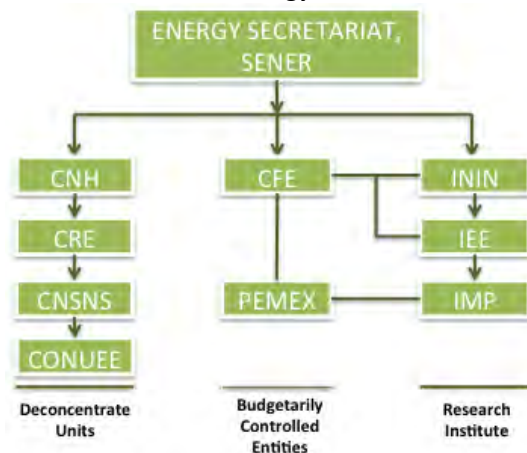 ENERGY SECRETARIAT,
SENER
CNH
CFE
ININ
CRE
IEE
CNSNS
PEMEX
IMP
CONUEE
Deconcentrate
Units
Budgetarily
Controlled
Entities
Research
Institute